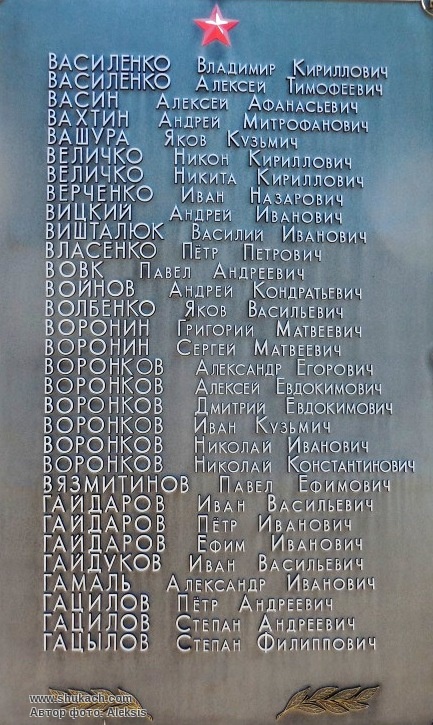 ВАСИЛЕНКО Владимир Кириллович
ВАСИЛЕНКО Алексей Тимофеевич
ВАСИН Алексей Афанасьевич
ВАХТИН Андрей Митрофанович
ВАШУРА Яков Кузьмич
ВЕЛИЧКО Никон Кириллович
ВЕЛИЧКО Никита Кириллович
ВЕРЧЕНКО Иван Назарович
ВИЦКИЙ Андрей Иванович
ВИШТАЛЮК Василий Иванович
ВЛАСЕНКО Пётр Петрович
ВОВК Павел Андреевич
ВОЙНОВ Андрей Кондратьевич
ВОЛБЕНКО Яков Васильевич
ВОРОНИН Григорий Матвеевич
ВОРОНИН Сергей Матвеевич
ВОРОНКОВ Александр Егорович
ВОРОНКОВ Алексей Евдокимович
ВОРОНКОВ Дмитрий Евдокимович
ВОРОНКОВ Иван Кузьмич
ВОРОНКОВ Николай Иванович
ВОРОНКОВ Николай Константинович
ВЯЗМИТИНОВ Павел Ефимович
ГАЙДАРОВ Иван Васильевич
ГАЙДАРОВ Пётр Иванович
ГАЙДАРОВ Ефим Иванович
ГАЙДУКОВ Иван Васильевич
ГАМАЛЬ Александр Иванович
ГАЦИЛОВ Пётр Андреевич
ГАЦИЛОВ Степан Андреевич
ГАЦЫЛОВ Степан Филиппович
www.shukach.com
Автор фото: Aleksis